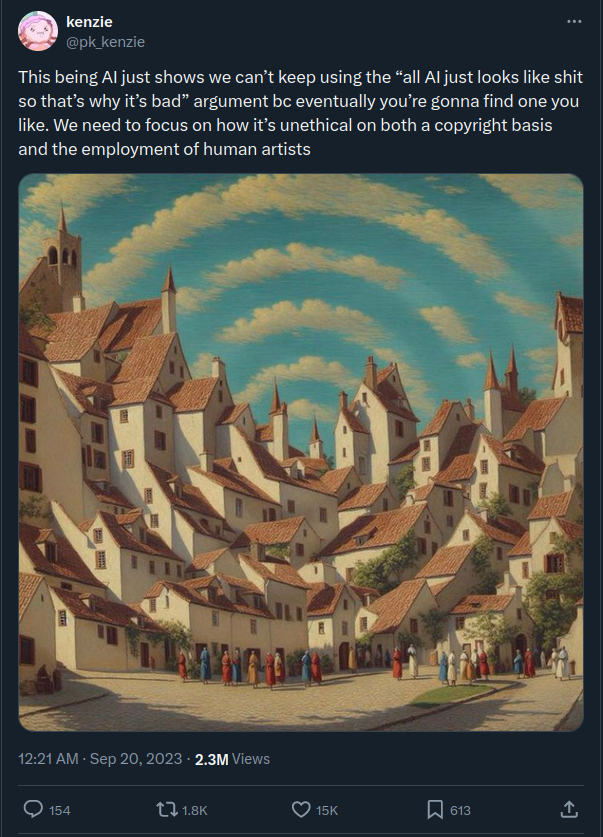 kenzie
@pk_kenzie
This being AI just shows we can’t keep using the “all AI just looks like shit
so that’s why it’s bad” argument bc eventually you’re gonna find one you
like. We need to focus on how it’s unethical on both a copyright basis
and the employment of human artists
12:21 AM · Sep 20, 2023 · 2.3M Views
154 1.8K 15K 613